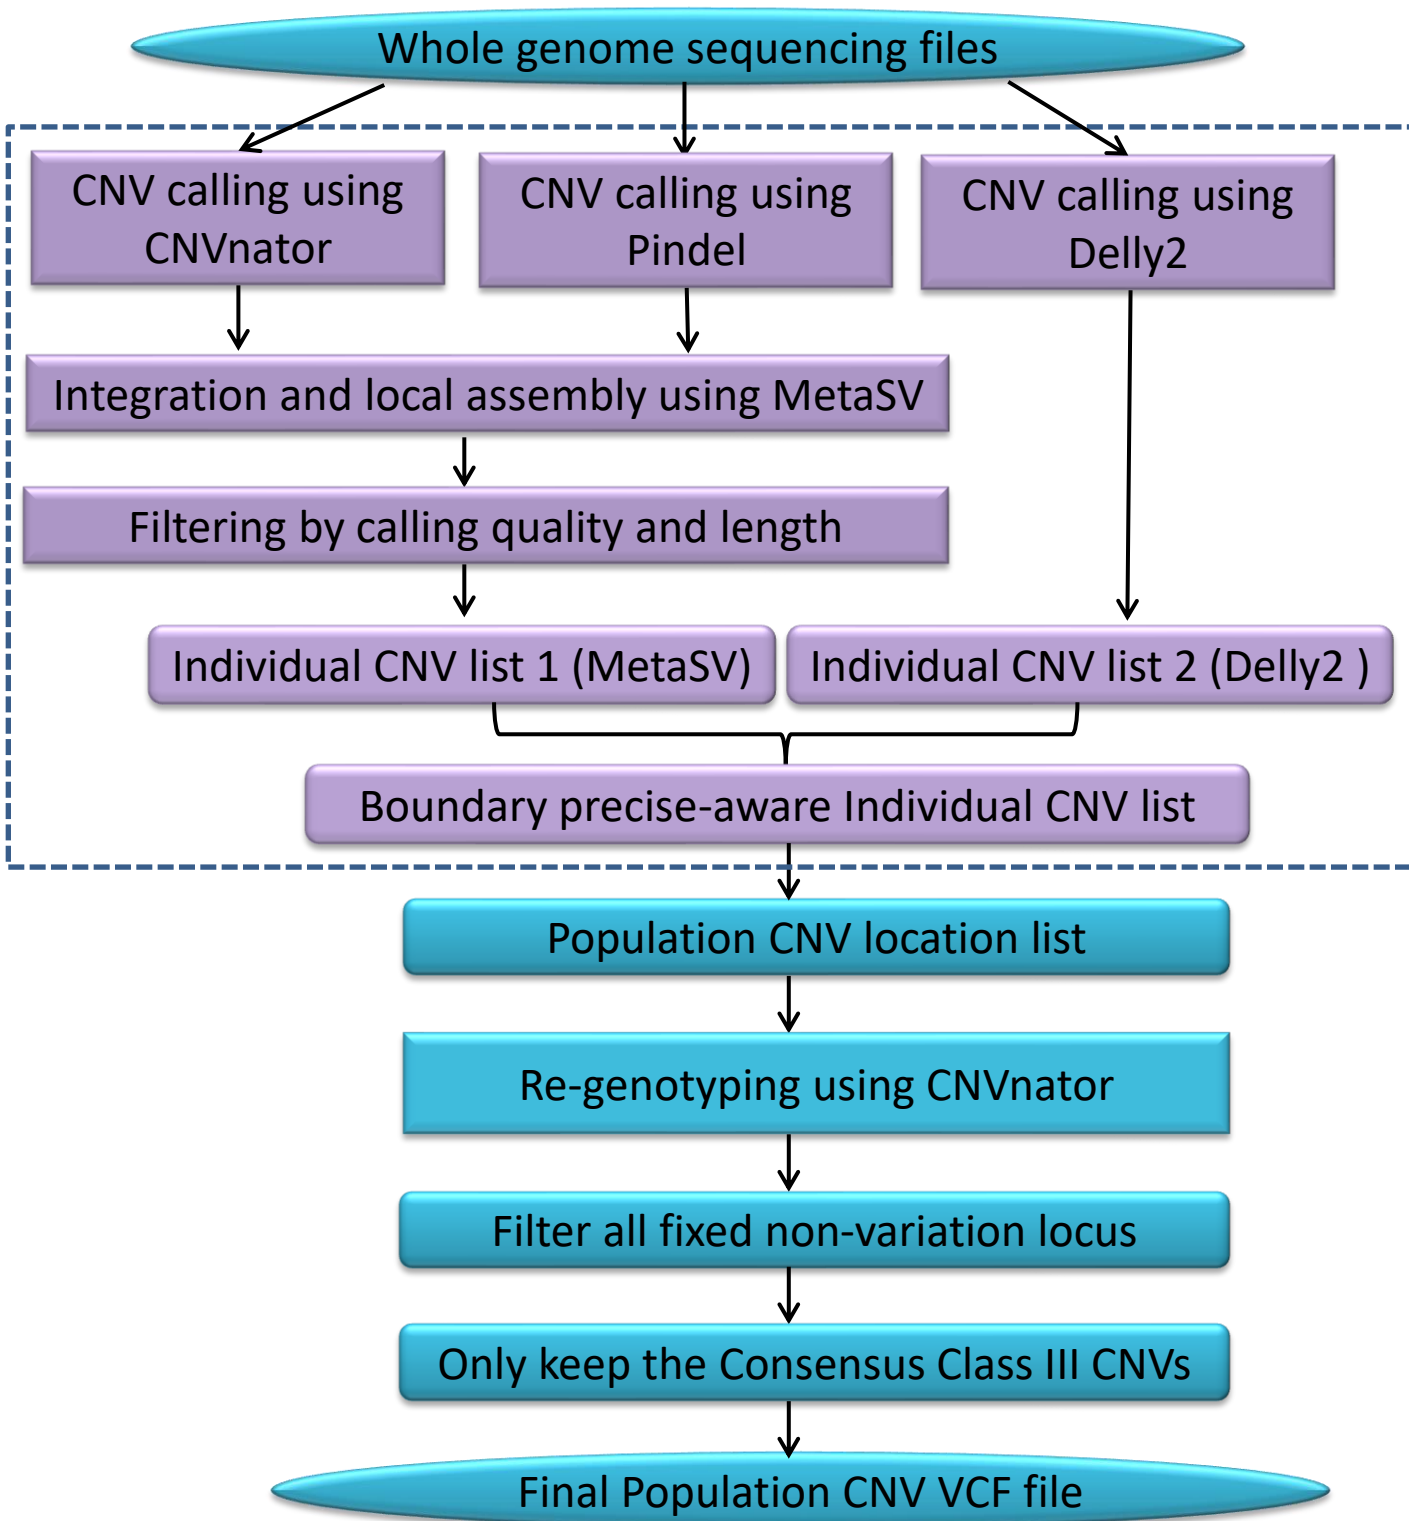 Whole genome sequencing files
CNV calling using
CNVnator
CNV calling using
Pindel
CNV calling using
Delly2
Integration and local assembly using MetaSV
Filtering by calling quality and length
Individual CNV list 1 (MetaSV)
Individual CNV list 2 (Delly2 )
Boundary precise-aware Individual CNV list
Population CNV location list
Re-genotyping using CNVnator
Filter all fixed non-variation locus
Only keep the Consensus Class III CNVs
Final Population CNV VCF file